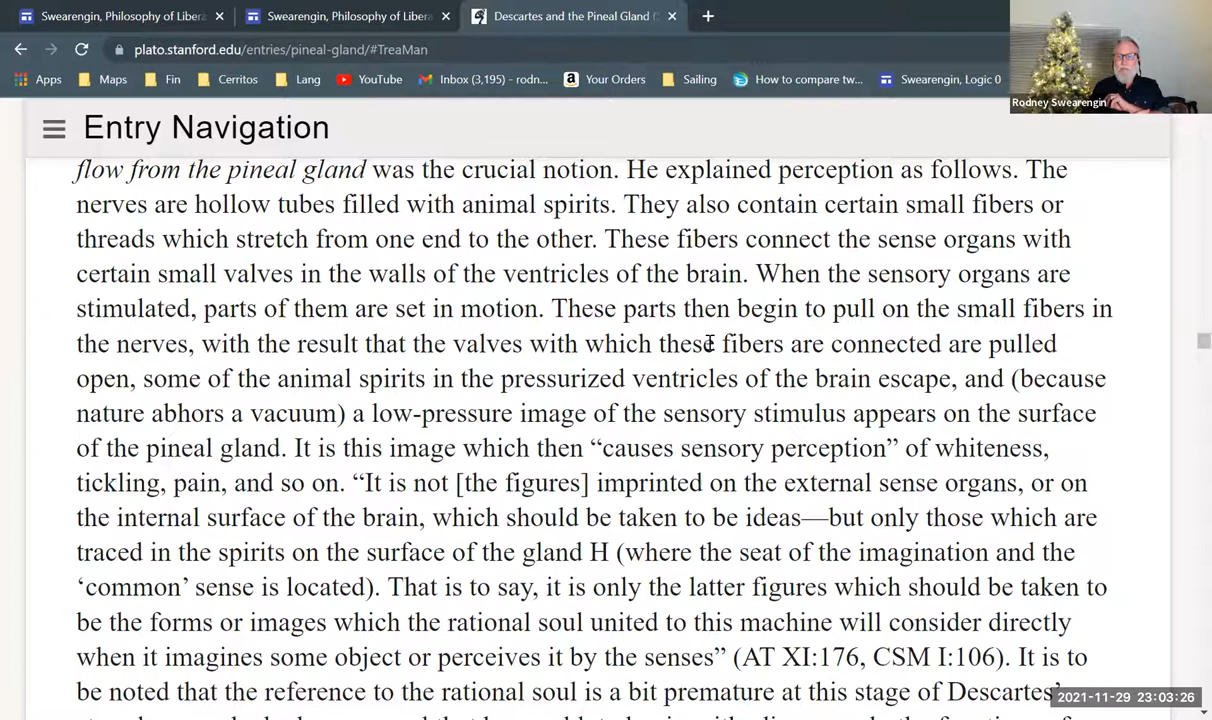 Swearengin, Philosophy of Libera
Swearengin, Philosophy of Libera
Descartes and the Pineal Gland (
plato.stanford.edu/entries/pineal-gland/#TreaMan
Apps Maps Fin Cerritos Lang YouTube Inbox (3,195) - rodn... Your Orders Sailing How to compare tw... Swearengin, Logic 0
Rodney Swearengin
Entry Navigation
flow from the pineal gland was the crucial notion. He explained perception as follows. The
nerves are hollow tubes filled with animal spirits. They also contain certain small fibers or
threads which stretch from one end to the other. These fibers connect the sense organs with
certain small valves in the walls of the ventricles of the brain. When the sensory organs are
stimulated, parts of them are set in motion. These parts then begin to pull on the small fibers in
the nerves, with the result that the valves with which these fibers are connected are pulled
open, some of the animal spirits in the pressurized ventricles of the brain escape, and (because
nature abhors a vacuum) a low-pressure image of the sensory stimulus appears on the surface
of the pineal gland. It is this image which then “causes sensory perception” of whiteness,
tickling, pain, and so on. “It is not [the figures] imprinted on the external sense organs, or on
the internal surface of the brain, which should be taken to be ideas—but only those which are
traced in the spirits on the surface of the gland H (where the seat of the imagination and the
‘common’ sense is located). That is to say, it is only the latter figures which should be taken to
be the forms or images which the rational soul united to this machine will consider directly
when it imagines some object or perceives it by the senses” (AT XI:176, CSM I:106). It is to
be noted that the reference to the rational soul is a bit premature at this stage of Descartes’
2021-11-29 23:03:26